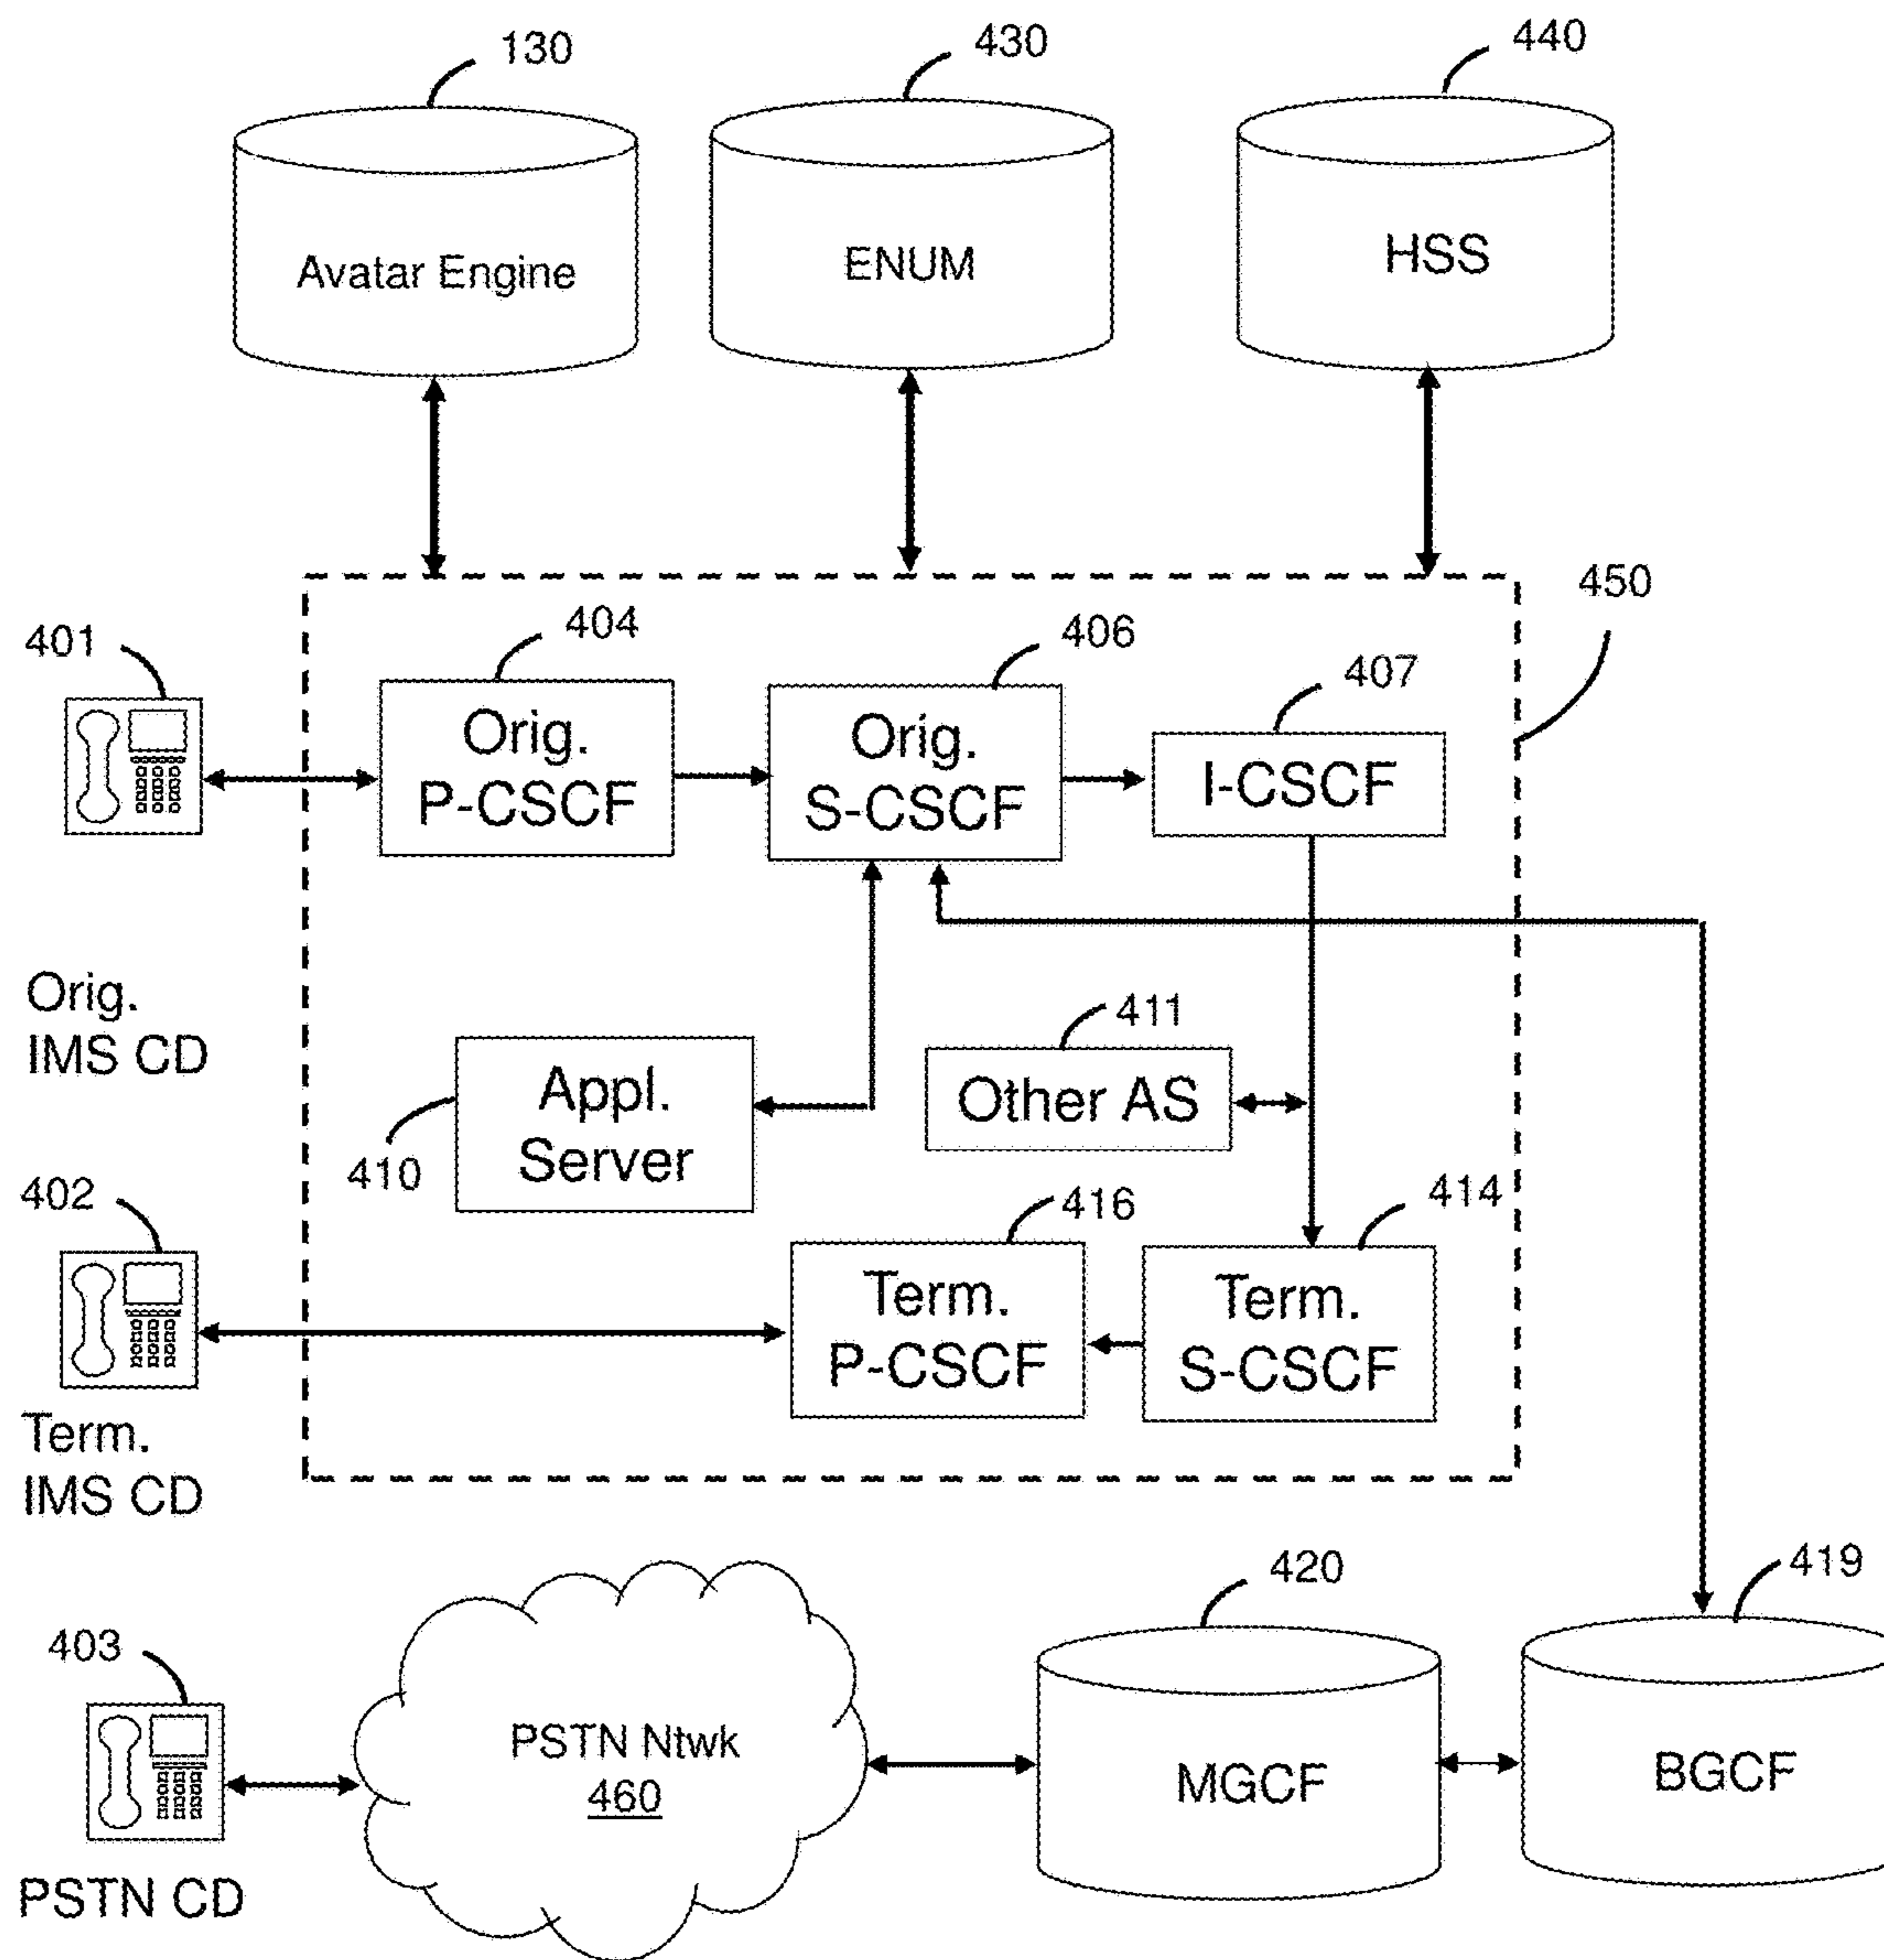 130
430
440
Avatar Engine
ENUM
HSS
450
401
404
406
407
Orig.
P-CSCF
Orig.
S-CSCF
I-CSCF
Orig.
IMS CD
411
Other AS
Appl.
Server
410
402
416
414
Term.
P-CSCF
Term.
S-CSCF
Term.
IMS CD
420
419
403
PSTN Ntwk
460
MGCF
BGCF
PSTN CD